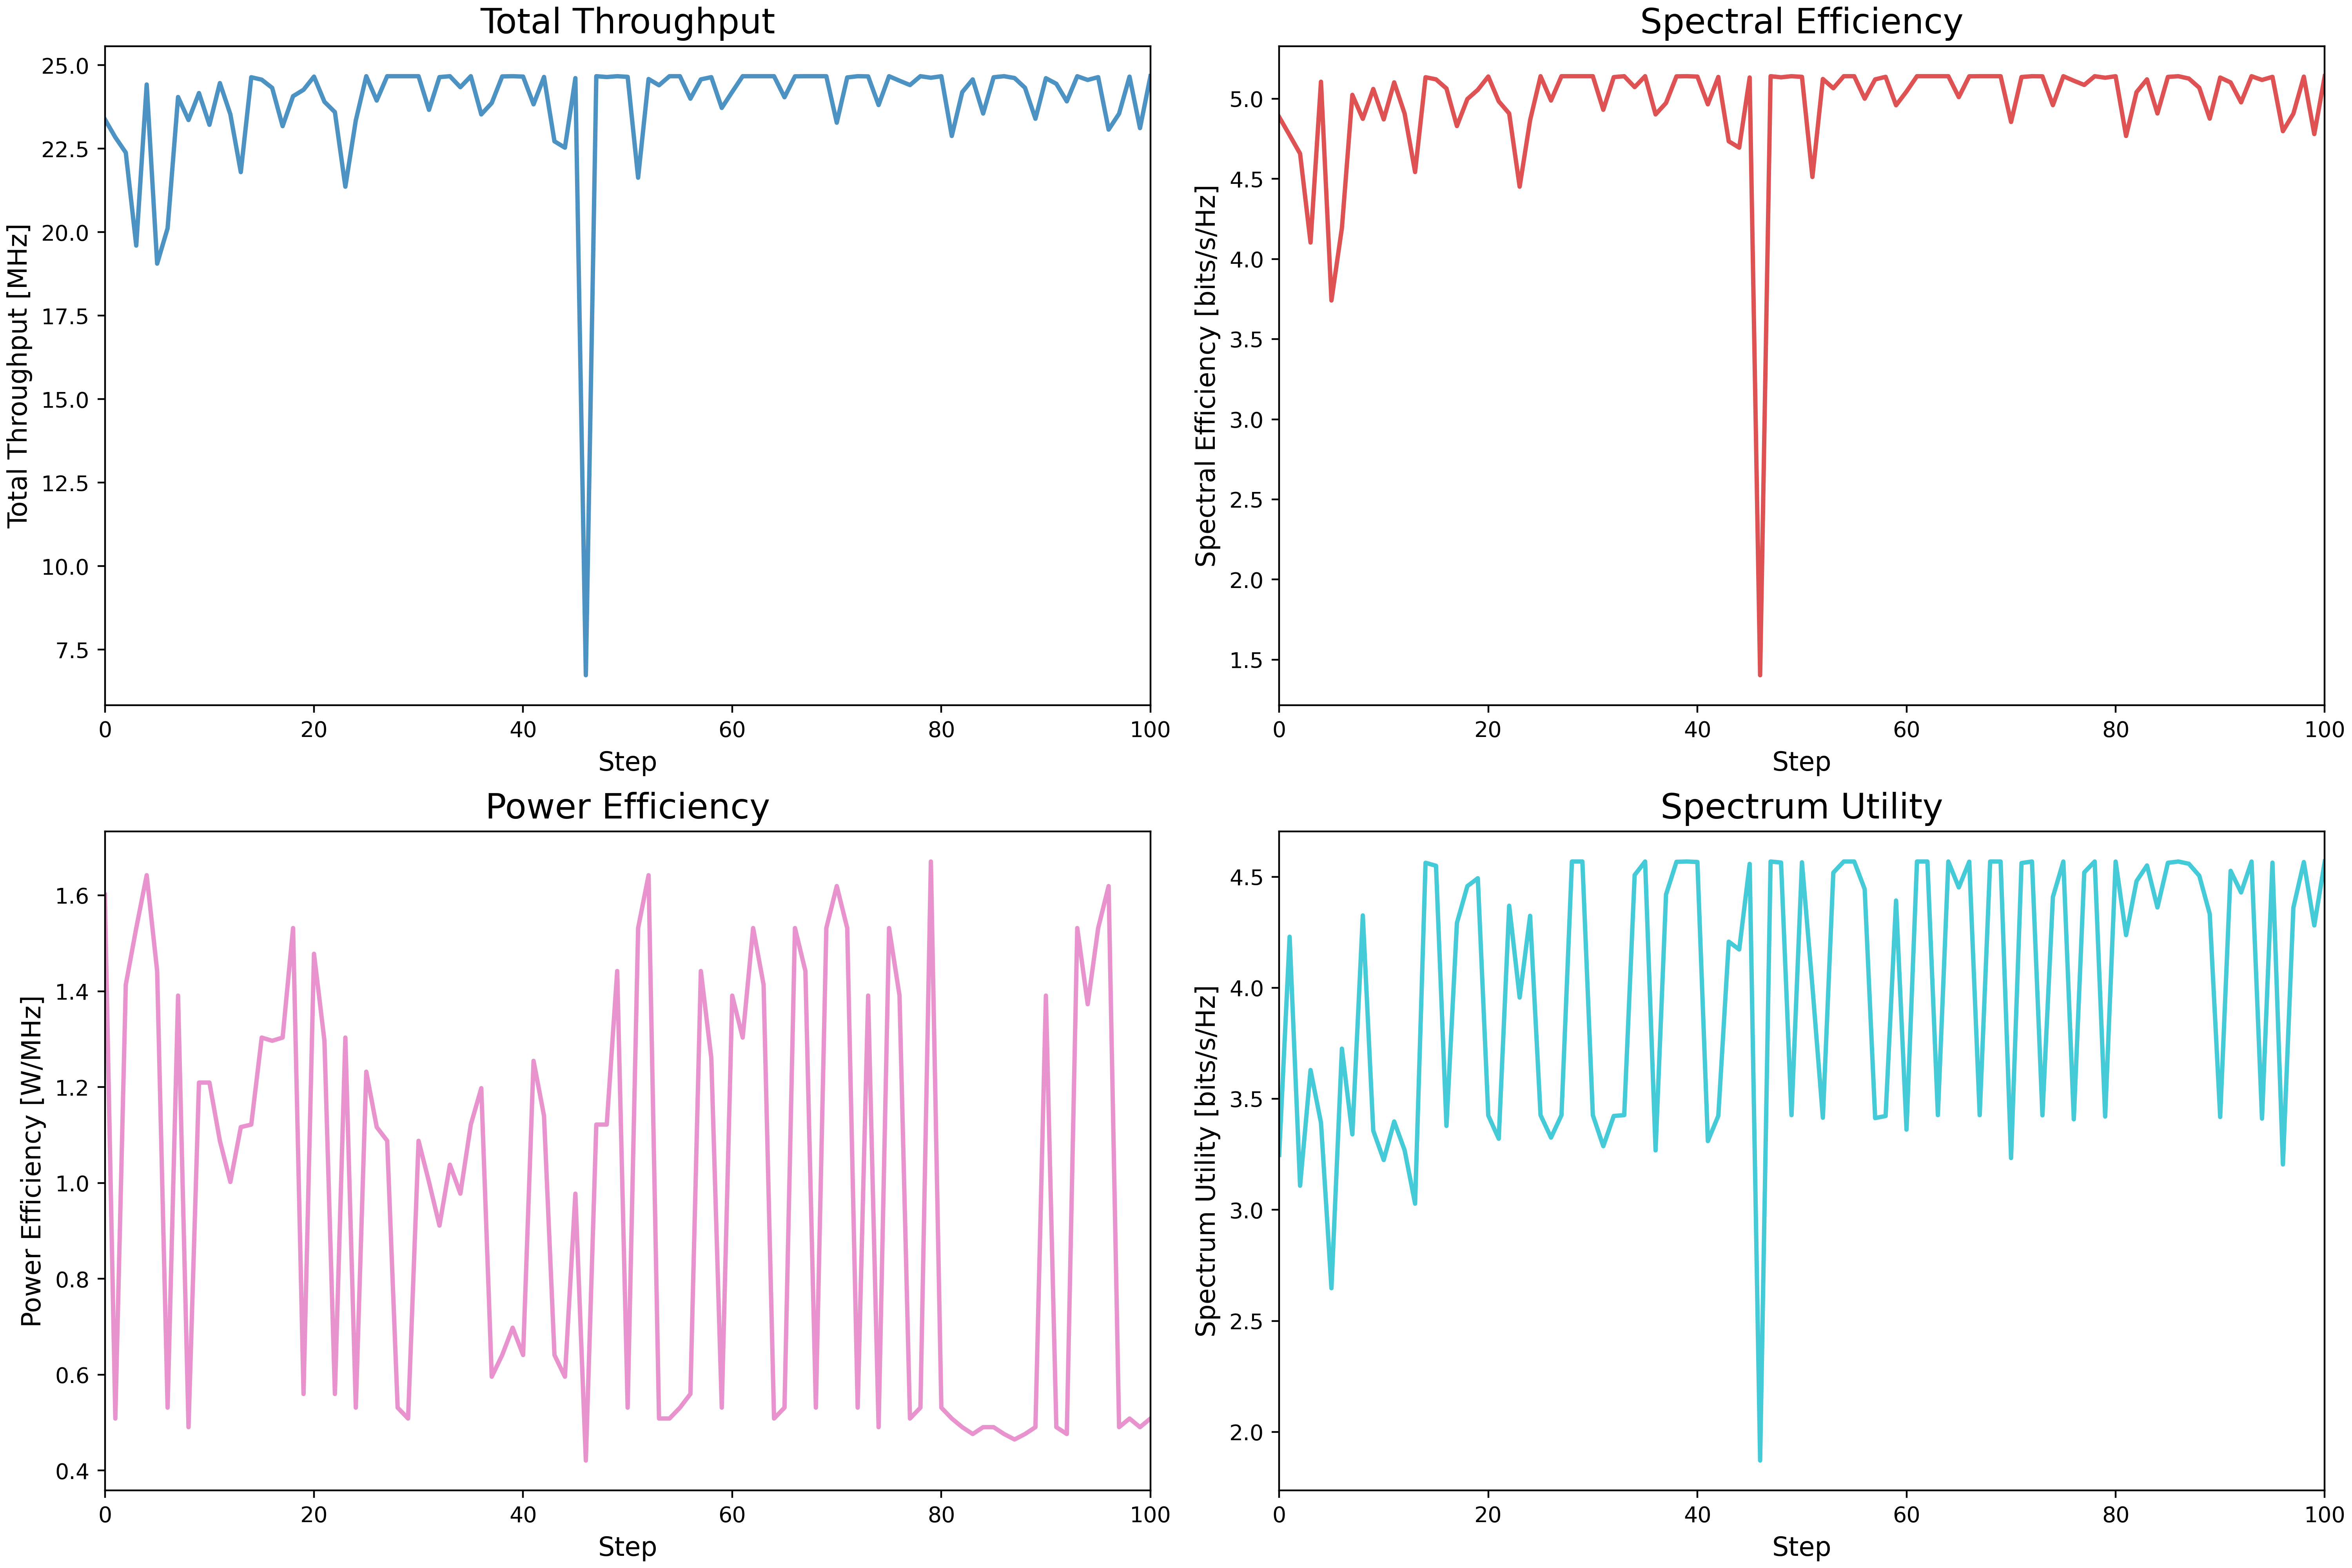 Total Throughput
Total Throughput [MHz]
25.0
22.5
20.0
17.5
15.0
12.5
10.0
7.5
0 20 40 60 80 100
Step
Spectral Efficiency
Spectral Efficiency [bits/s/Hz]
5.0
4.5
4.0
3.5
3.0
2.5
2.0
1.5
0 20 40 60 80 100
Step
Power Efficiency
Power Efficiency [W/MHz]
1.6
1.4
1.2
1.0
0.8
0.6
0.4
0 20 40 60 80 100
Step
Spectrum Utility
Spectrum Utility [bits/s/Hz]
4.5
4.0
3.5
3.0
2.5
2.0
0 20 40 60 80 100
Step